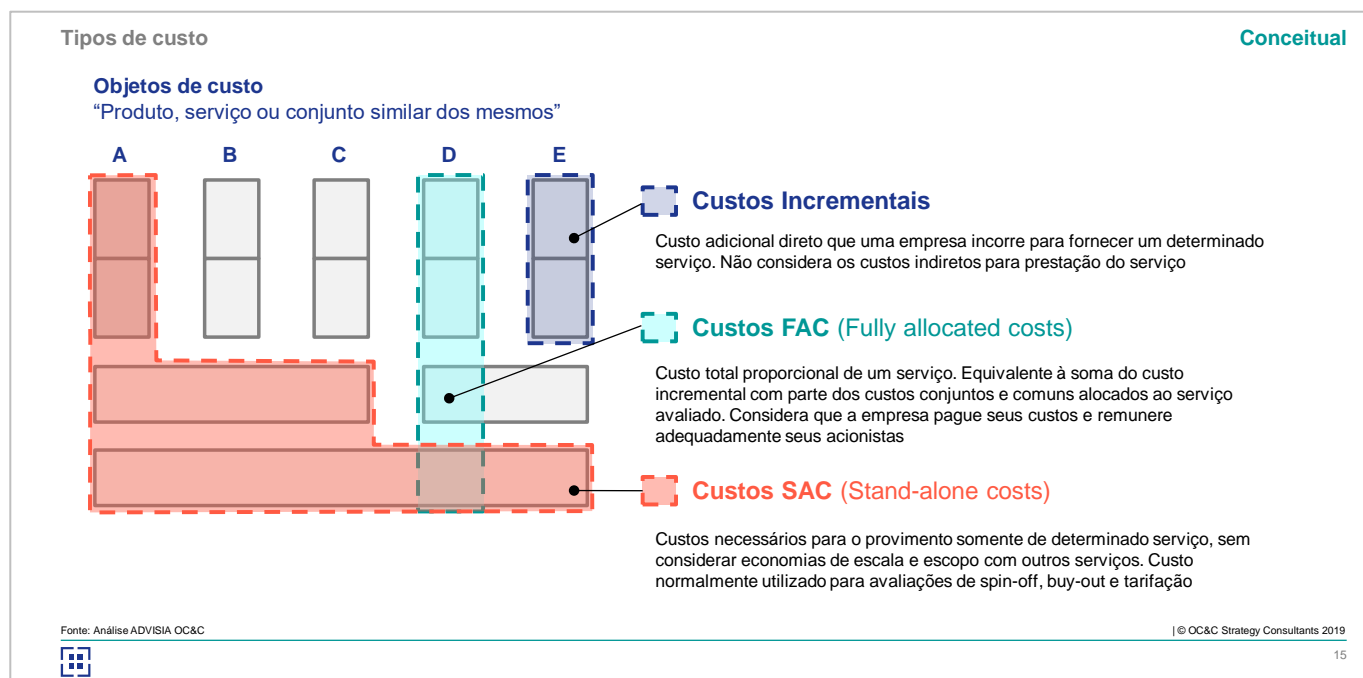 Tipos de custo
Conceitual
Objetos de custo
“Produto, serviço ou conjunto similar dos mesmos”
A B C D E
Custos Incrementais
Custo adicional direto que uma empresa incorre para fornecer um determinado
serviço. Não considera os custos indiretos para prestação do serviço
Custos FAC (Fully allocated costs)
Custo total proporcional de um serviço. Equivalente à soma do custo
incremental com parte dos custos conjuntos e comuns alocados ao serviço
avaliado. Considera que a empresa pague seus custos e remunere
adequadamente seus acionistas
Custos SAC (Stand-alone costs)
Custos necessários para o provimento somente de determinado serviço, sem
considerar economias de escala e escopo com outros serviços. Custo
normalmente utilizado para avaliações de spin-off, buy-out e tarifação
Fonte: Análise ADVISIA OC&C
| © OC&C Strategy Consultants 2019
15